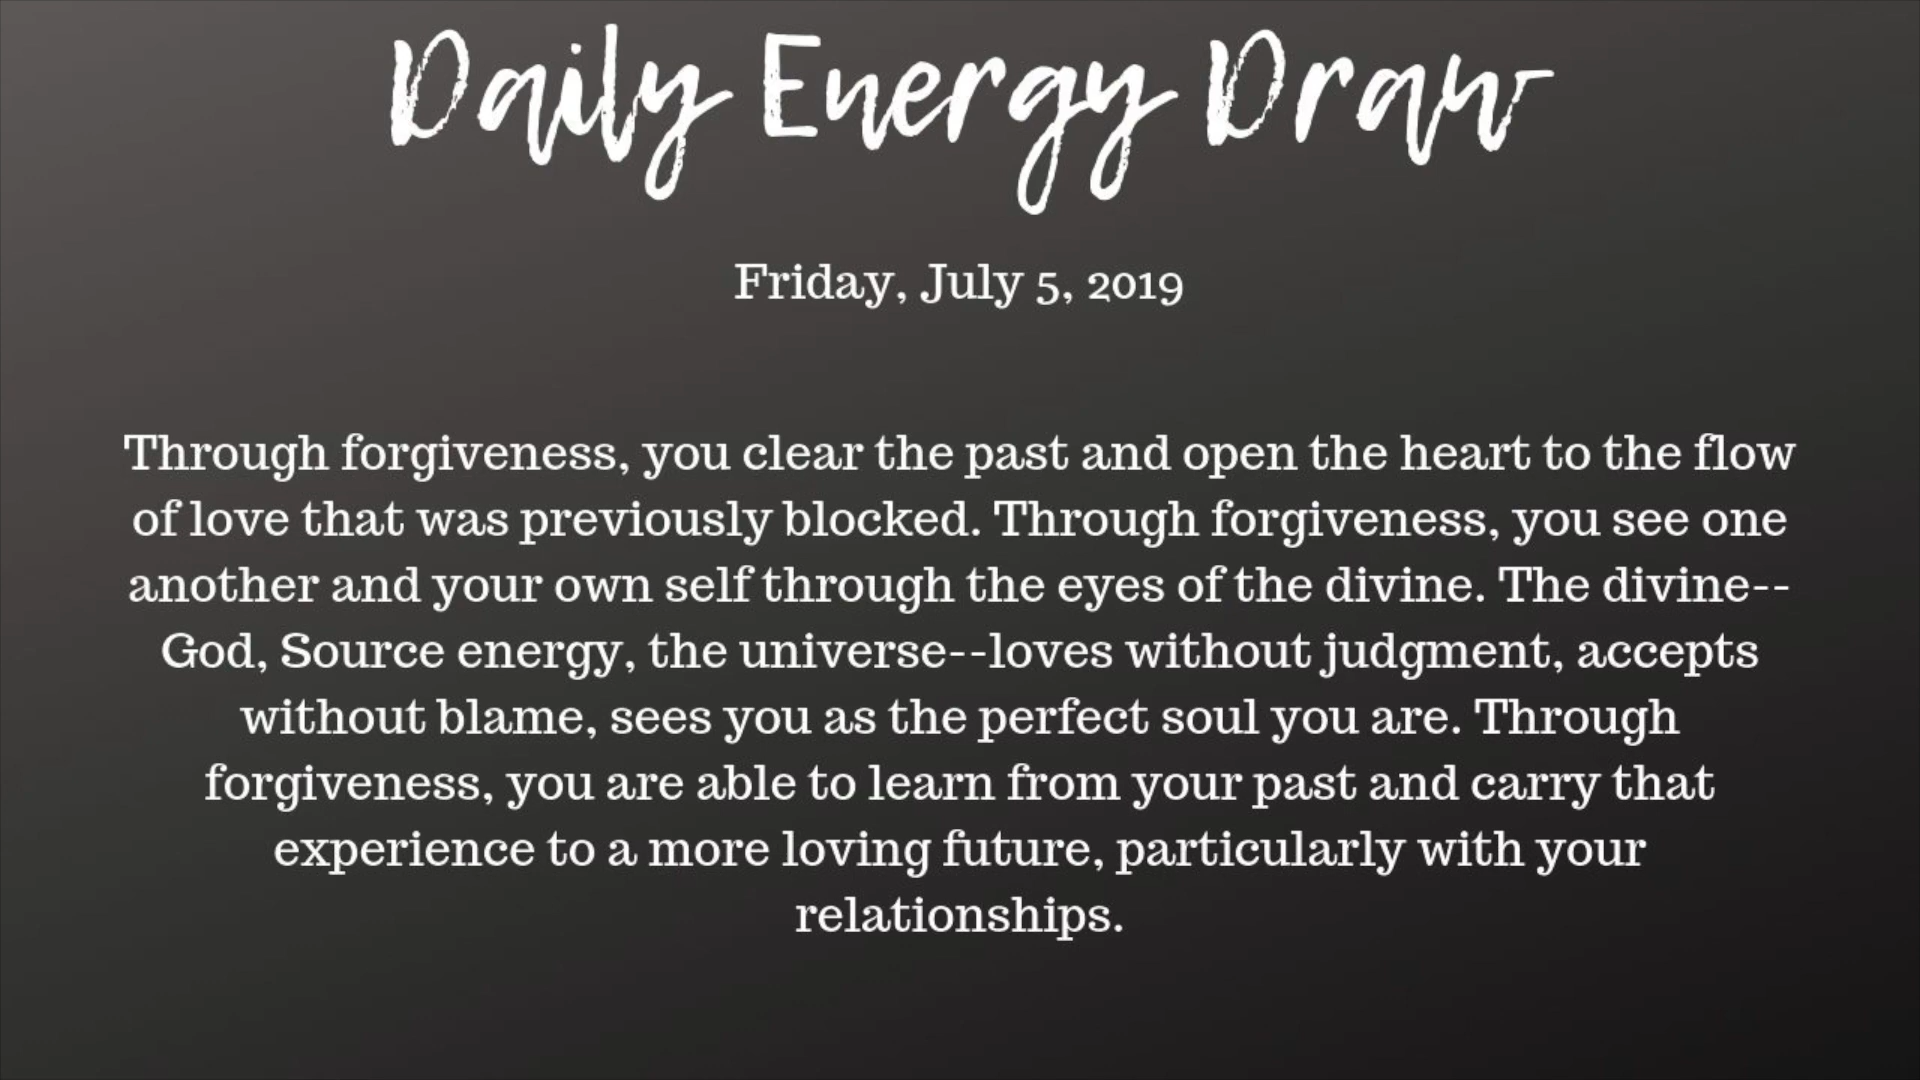 Daily Energy Draw
Friday, July 5, 2019
Through forgiveness, you clear the past and open the heart to the flow
of love that was previously blocked. Through forgiveness, you see one
another and your own self through the eyes of the divine. The divine--
God, Source energy, the universe--loves without judgment, accepts
without blame, sees you as the perfect soul you are. Through
forgiveness, you are able to learn from your past and carry that
experience to a more loving future, particularly with your
relationships.